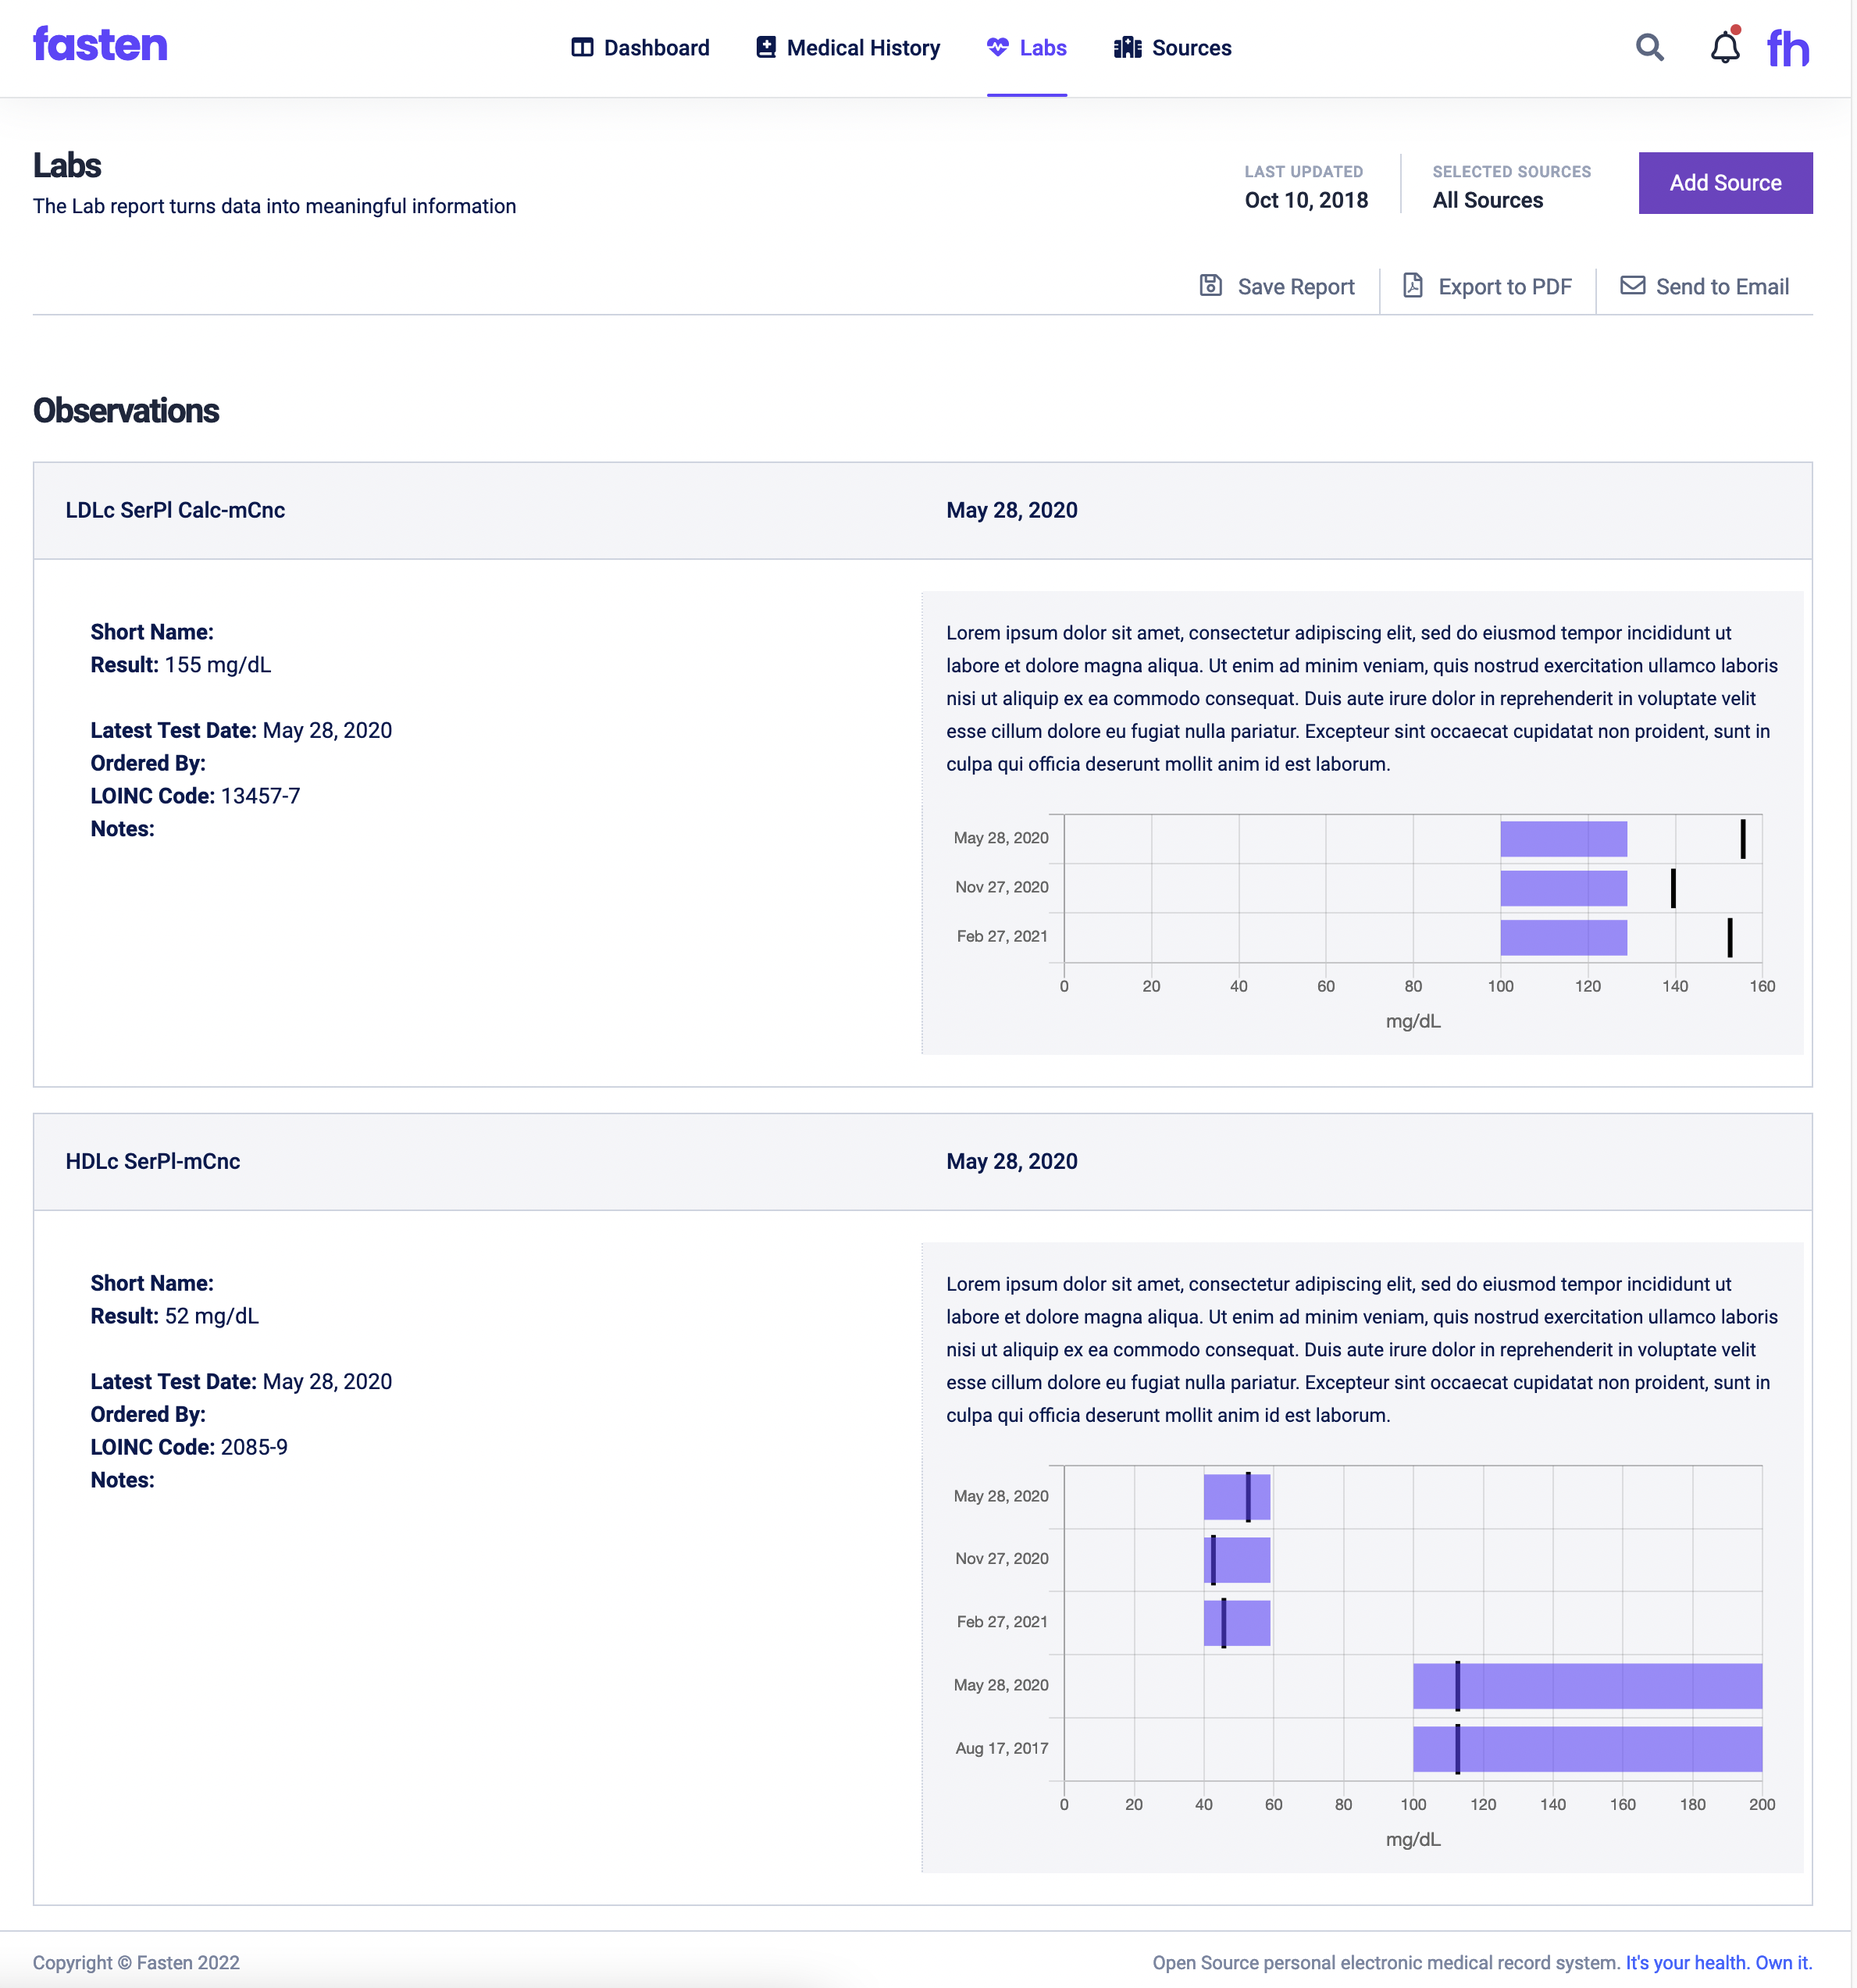 fasten
Dashboard
Medical History
Labs
Sources
fh
Labs
The Lab report turns data into meaningful information
LAST UPDATED
Oct 10, 2018
SELECTED SOURCES
All Sources
Add Source
Save Report
Export to PDF
Send to Email
Observations
LDLc SerPl Calc-mCnc
May 28, 2020
Short Name:
Result: 155 mg/dL
Latest Test Date: May 28, 2020
Ordered By:
LOINC Code: 13457-7
Notes:
Lorem ipsum dolor sit amet, consectetur adipiscing elit, sed do eiusmod tempor incididunt ut
labore et dolore magna aliqua. Ut enim ad minim veniam, quis nostrud exercitation ullamco laboris
nisi ut aliquip ex ea commodo consequat. Duis aute irure dolor in reprehenderit in voluptate velit
esse cillum dolore eu fugiat nulla pariatur. Excepteur sint occaecat cupidatat non proident, sunt in
culpa qui officia deserunt mollit anim id est laborum.
May 28, 2020
Nov 27, 2020
Feb 27, 2021
0 20 40 60 80 100 120 140 160
mg/dL
HDLc SerPl-mCnc
May 28, 2020
Short Name:
Result: 52 mg/dL
Latest Test Date: May 28, 2020
Ordered By:
LOINC Code: 2085-9
Notes:
Lorem ipsum dolor sit amet, consectetur adipiscing elit, sed do eiusmod tempor incididunt ut
labore et dolore magna aliqua. Ut enim ad minim veniam, quis nostrud exercitation ullamco laboris
nisi ut aliquip ex ea commodo consequat. Duis aute irure dolor in reprehenderit in voluptate velit
esse cillum dolore eu fugiat nulla pariatur. Excepteur sint occaecat cupidatat non proident, sunt in
culpa qui officia deserunt mollit anim id est laborum.
May 28, 2020
Nov 27, 2020
Feb 27, 2021
May 28, 2020
Aug 17, 2017
0 20 40 60 80 100 120 140 160 180 200
mg/dL
Copyright © Fasten 2022
Open Source personal electronic medical record system. It's your health. Own it.